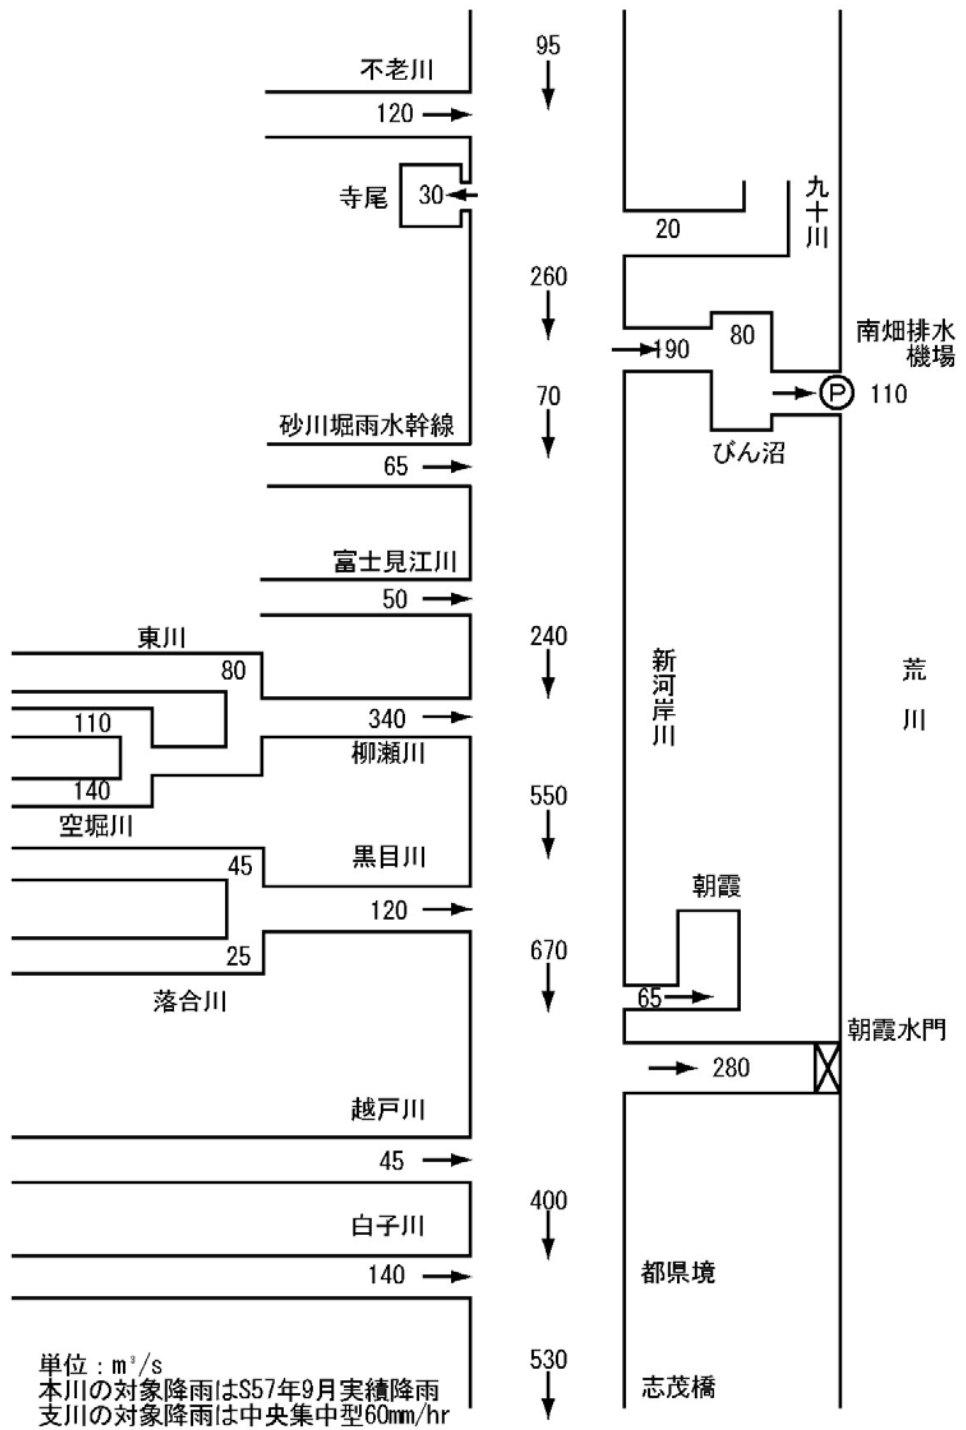 95
不老川
120
九十川
寺尾
30
20
260
南畑排水
機場
80
190
P
110
70
砂川堀雨水幹線
65
びん沼
富士見江川
50
東川
240
新河岸川
荒川
80
110
340
柳瀬川
140
空堀川
550
黒目川
45
朝霞
120
670
25
65
落合川
朝霞水門
280
越戸川
45
400
白子川
140
都県境
530
志茂橋
単位：m³/s
本川の対象降雨はS57年9月実績降雨
支川の対象降雨は中央集中型60mm/hr